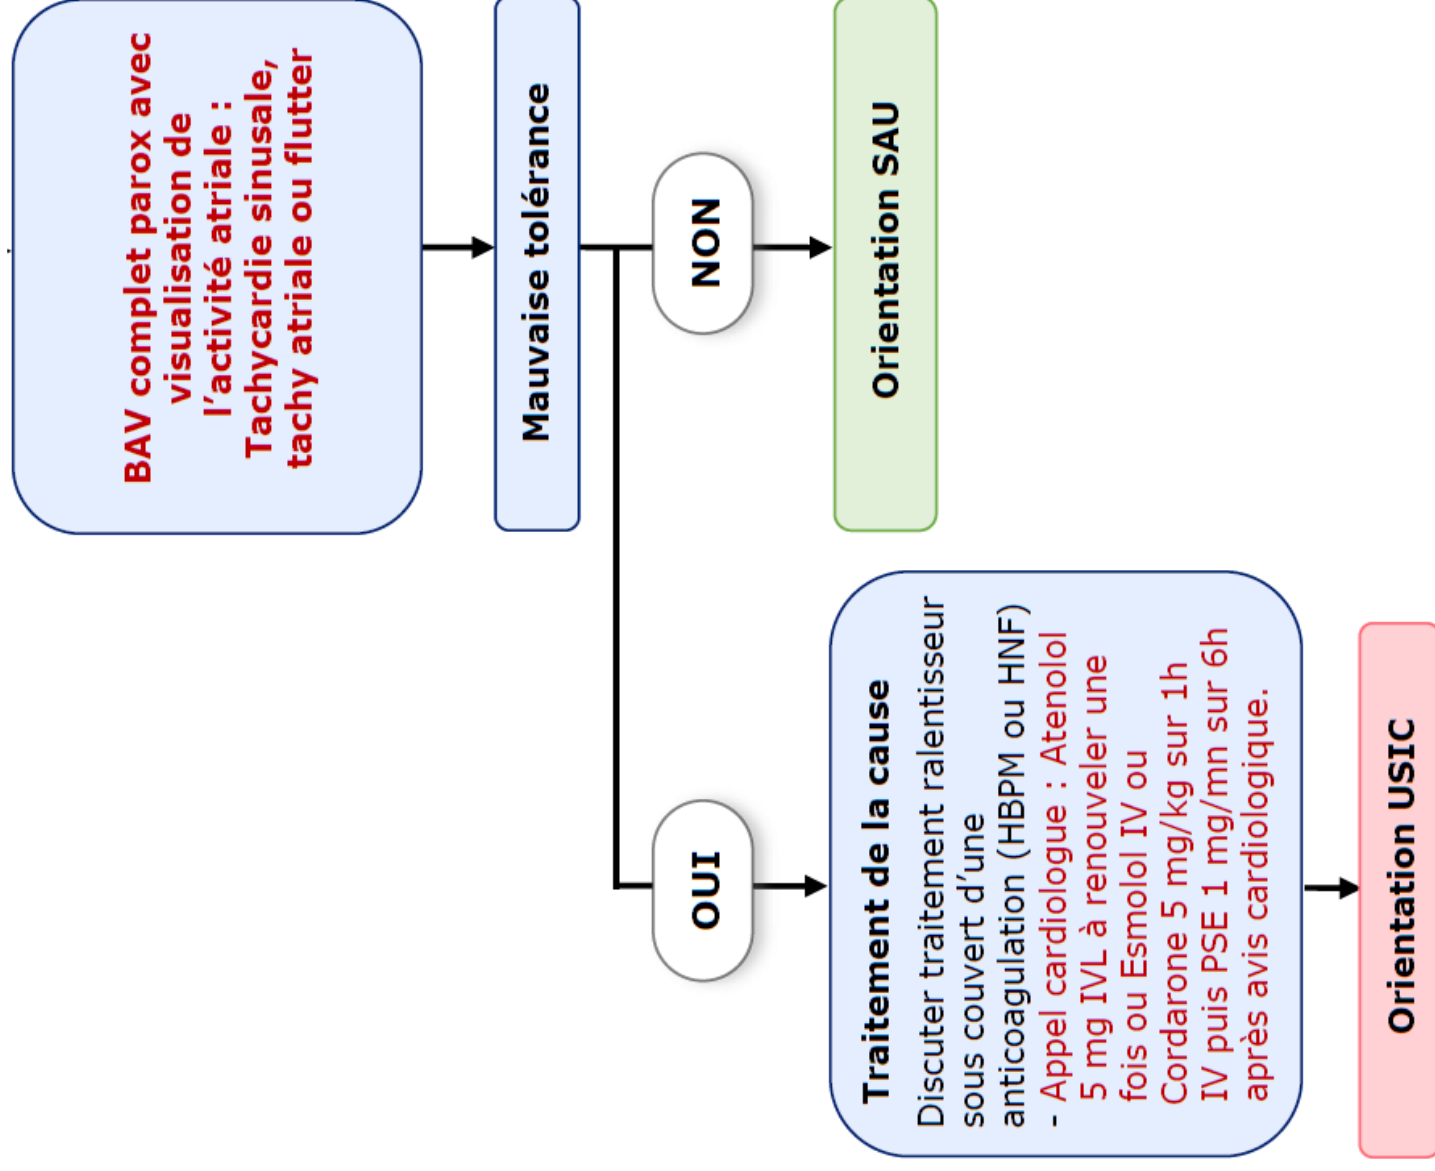 BAV complet parox avec
visualisation de
l’activité atriale :
Tachycardie sinusale,
tachy atriale ou flutter
Mauvaise tolérance
OUI
NON
Traitement de la cause
Discuter traitement ralentisseur
sous couvert d’une
anticoagulation (HBPM ou HNF)
- Appel cardiologue : Atenolol
5 mg IVL à renouveler une
fois ou Esmolol IV ou
Cordarone 5 mg/kg sur 1h
IV puis PSE 1 mg/mn sur 6h
après avis cardiologique.
Orientation SAU
Orientation USIC